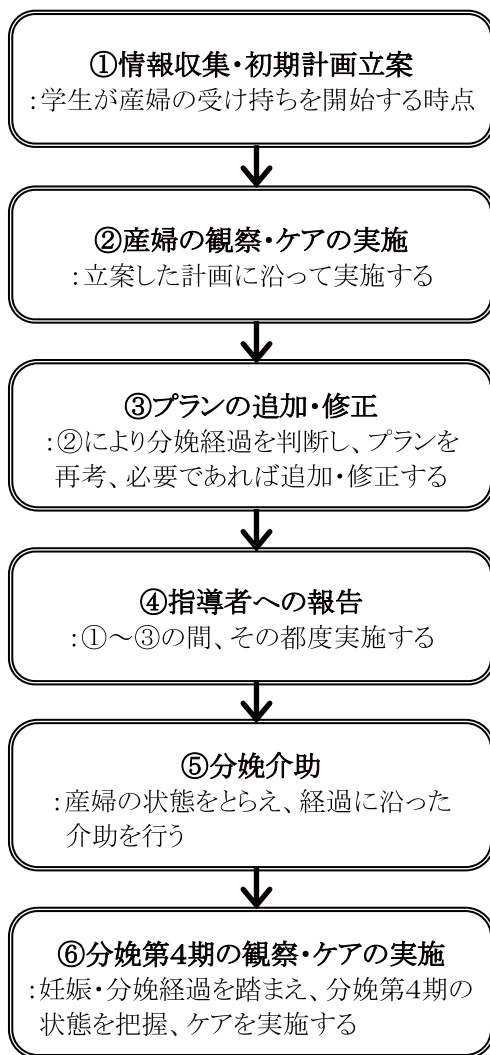 ①情報収集・初期計画立案
:学生が産婦の受け持ちを開始する時点
②産婦の観察・ケアの実施
:立案した計画に沿って実施する
③プランの追加・修正
:②により分娩経過を判断し、プランを
再考、必要であれば追加・修正する
④指導者への報告
:①～③の間、その都度実施する
⑤分娩介助
:産婦の状態をとらえ、経過に沿った
介助を行う
⑥分娩第4期の観察・ケアの実施
:妊娠・分娩経過を踏まえ、分娩第4期の
状態を把握、ケアを実施する